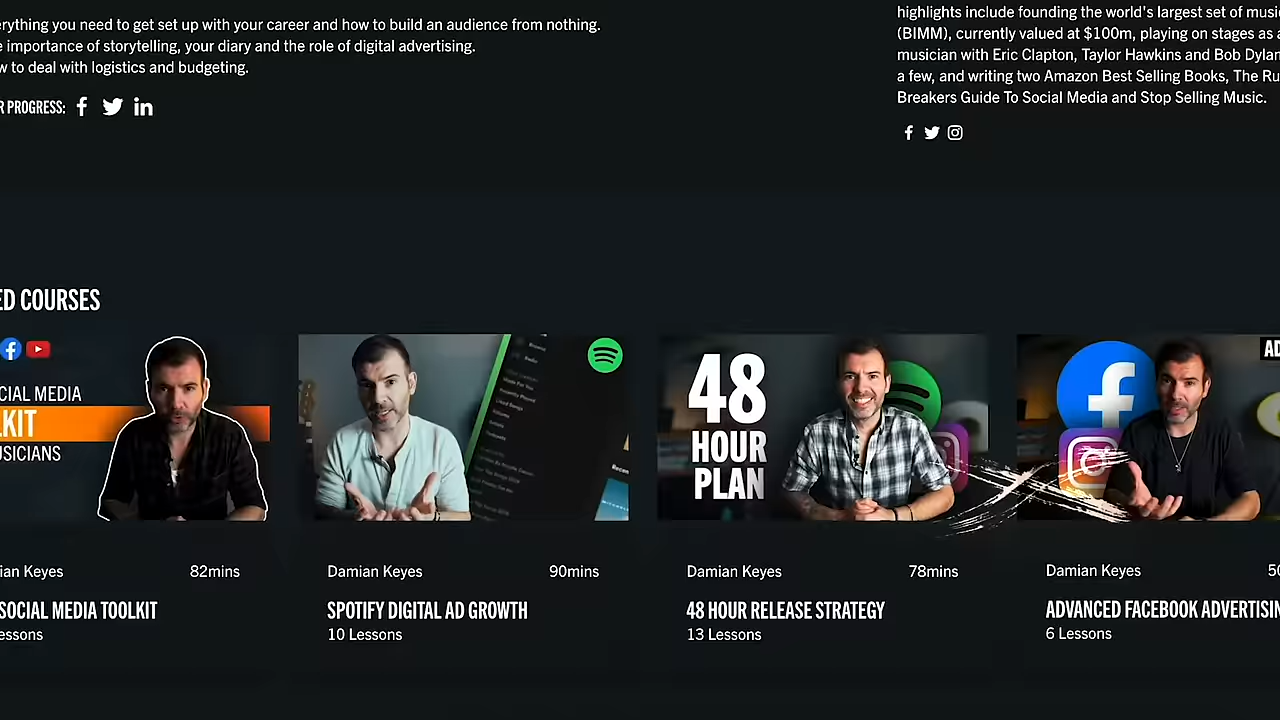 erything you need to get set up with your career and how to build an audience from nothing.
e importance of storytelling, your diary and the role of digital advertising.
w to deal with logistics and budgeting.
R PROGRESS:
highlights include founding the world's largest set of musi
(BIMM), currently valued at $100m, playing on stages as a
musician with Eric Clapton, Taylor Hawkins and Bob Dylan
a few, and writing two Amazon Best Selling Books, The Ru
Breakers Guide To Social Media and Stop Selling Music.
ED COURSES
CIAL MEDIA
KIT
USICIANS
48
HOUR
PLAN
AD
ian Keyes
82mins
SOCIAL MEDIA TOOLKIT
essons
Damian Keyes
90mins
SPOTIFY DIGITAL AD GROWTH
10 Lessons
Damian Keyes
78mins
48 HOUR RELEASE STRATEGY
13 Lessons
Damian Keyes
50
ADVANCED FACEBOOK ADVERTISIN
6 Lessons